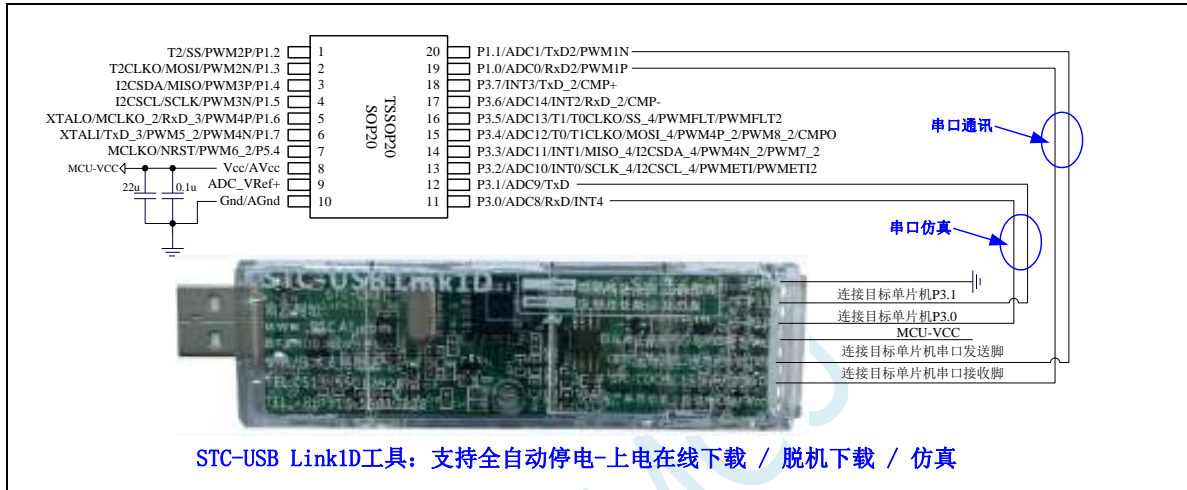 T2/SS/PWM2P/P1.2 1
T2CLKO/MOSI/PWM2N/P1.3 2
I2CSDA/MISO/PWM3P/P1.4 3
I2CSCL/SCLK/PWM3N/P1.5 4
XTALO/MCLKO_2/RxD_3/PWM4P/P1.6 5
XTALI/TxD_3/PWM5_2/PWM4N/P1.7 6
MCLKO/NRST/PWM6_2/P5.4 7
MCU-VCC Vcc/AVcc 8
22u 0.1u ADC_VRef+ 9
Gnd/AGnd 10
TSSOP20
SOP20
20 P1.1/ADC1/TxD2/PWM1N
19 P1.0/ADC0/RxD2/PWM1P
18 P3.7/INT3/TxD_2/CMP+
17 P3.6/ADC14/INT2/RxD_2/CMP-
16 P3.5/ADC13/T1/T0CLKO/SS_4/PWMFLT/PWMFLT2
15 P3.4/ADC12/T0/T1CLKO/MOSI_4/PWM4P_2/PWM8_2/CMPO
14 P3.3/ADC11/INT1/MISO_4/I2CSDA_4/PWM4N_2/PWM7_2
13 P3.2/ADC10/INT0/SCLK_4/I2CSCL_4/PWMETI/PWMETI2
12 P3.1/ADC9/TxD
11 P3.0/ADC8/RxD/INT4
串口通讯
串口仿真
STC-USB Link1D
连接目标单片机P3.1
连接目标单片机P3.0
MCU-VCC
连接目标单片机串口发送脚
连接目标单片机串口接收脚
STC-USB Link1D工具：支持全自动停电-上电在线下载 / 脱机下载 / 仿真